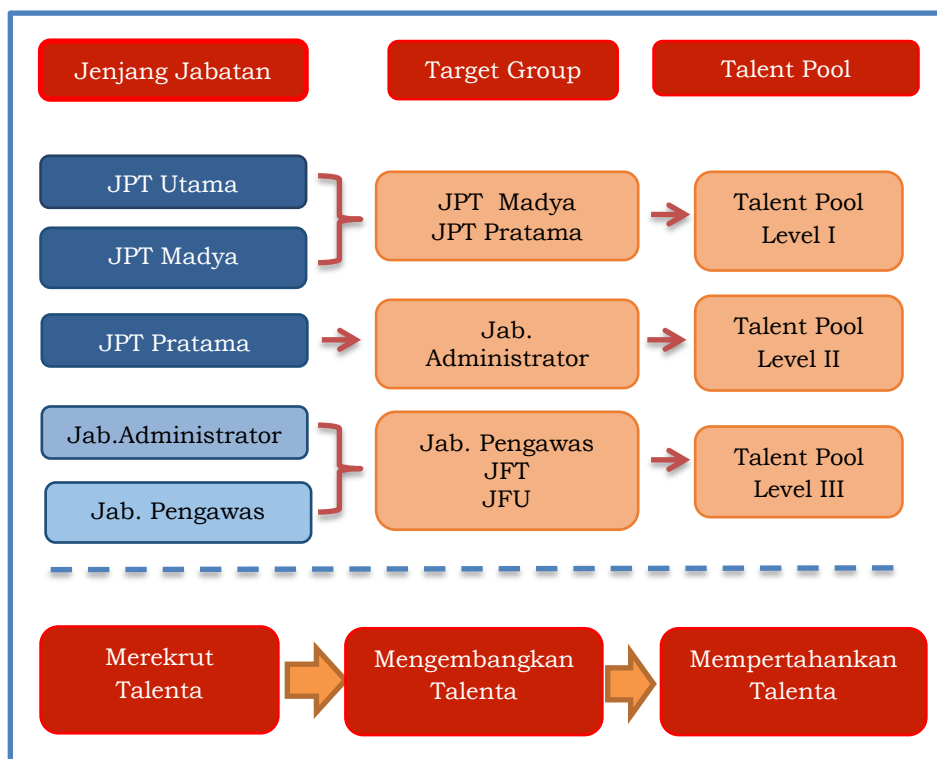 Jenjang Jabatan
Target Group
Talent Pool
JPT Utama
JPT Madya
JPT  Madya
JPT Pratama
Talent Pool
Level I
JPT Pratama
Jab.
Administrator
Talent Pool
Level II
Jab.Administrator
Jab. Pengawas
Jab. Pengawas
JFT
JFU
Talent Pool
Level III
Merekrut
Talenta
Mengembangkan
Talenta
Mempertahankan
Talenta